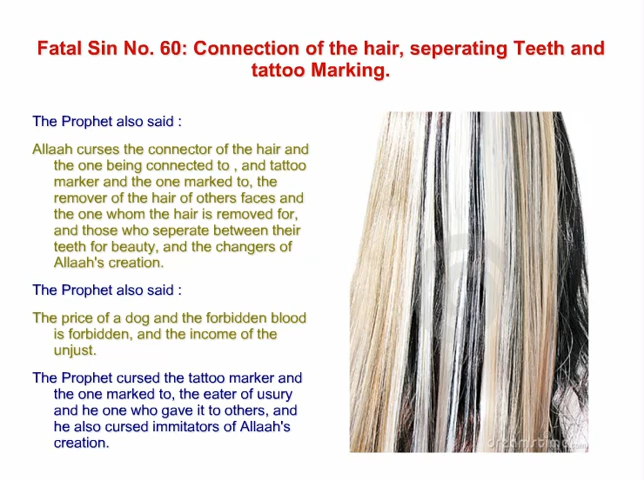 Fatal Sin No. 60: Connection of the hair, seperating Teeth and
tattoo Marking.
The Prophet also said :
Allaah curses the connector of the hair and
the one being connected to , and tattoo
marker and the one marked to, the
remover of the hair of others faces and
the one whom the hair is removed for,
and those who seperate between their
teeth for beauty, and the changers of
Allaah's creation.
The Prophet also said :
The price of a dog and the forbidden blood
is forbidden, and the income of the
unjust.
The Prophet cursed the tattoo marker and
the one marked to, the eater of usury
and he one who gave it to others, and
he also cursed immitators of Allaah's
creation.
dreamstime.com